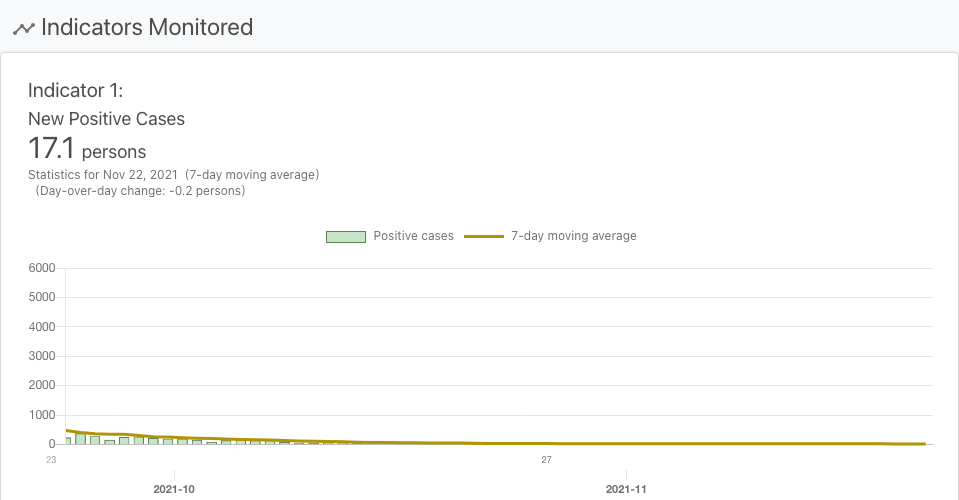 Indicators Monitored
Indicator 1:
New Positive Cases
17.1 persons
Statistics for Nov 22, 2021 (7-day moving average)
(Day-over-day change: -0.2 persons)
Positive cases 7-day moving average
6000
5000
4000
3000
2000
1000
0
23 27
2021-10 2021-11